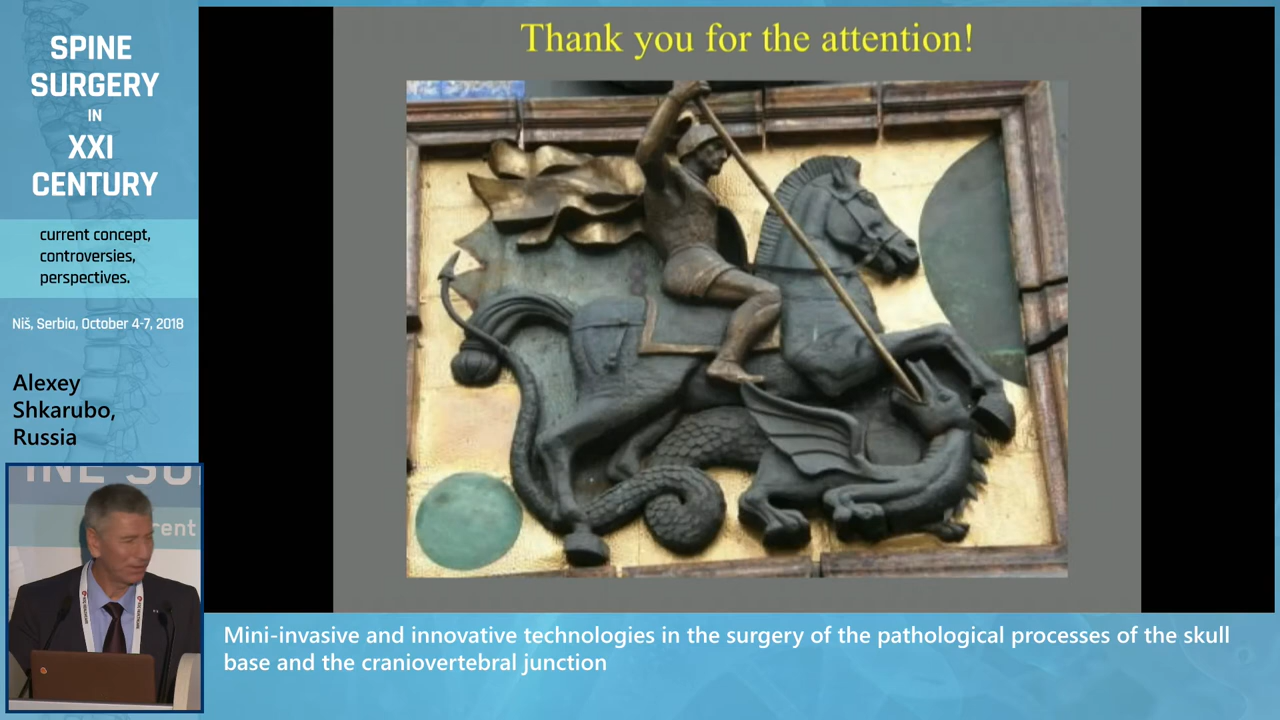 SPINE
SURGERY
IN
XXI
CENTURY
current concept,
controversies,
perspectives.
Niš, Serbia, October 4-7, 2018
Alexey
Shkarubo,
Russia
Thank you for the attention!
Mini-invasive and innovative technologies in the surgery of the pathological processes of the skull
base and the craniovertebral junction